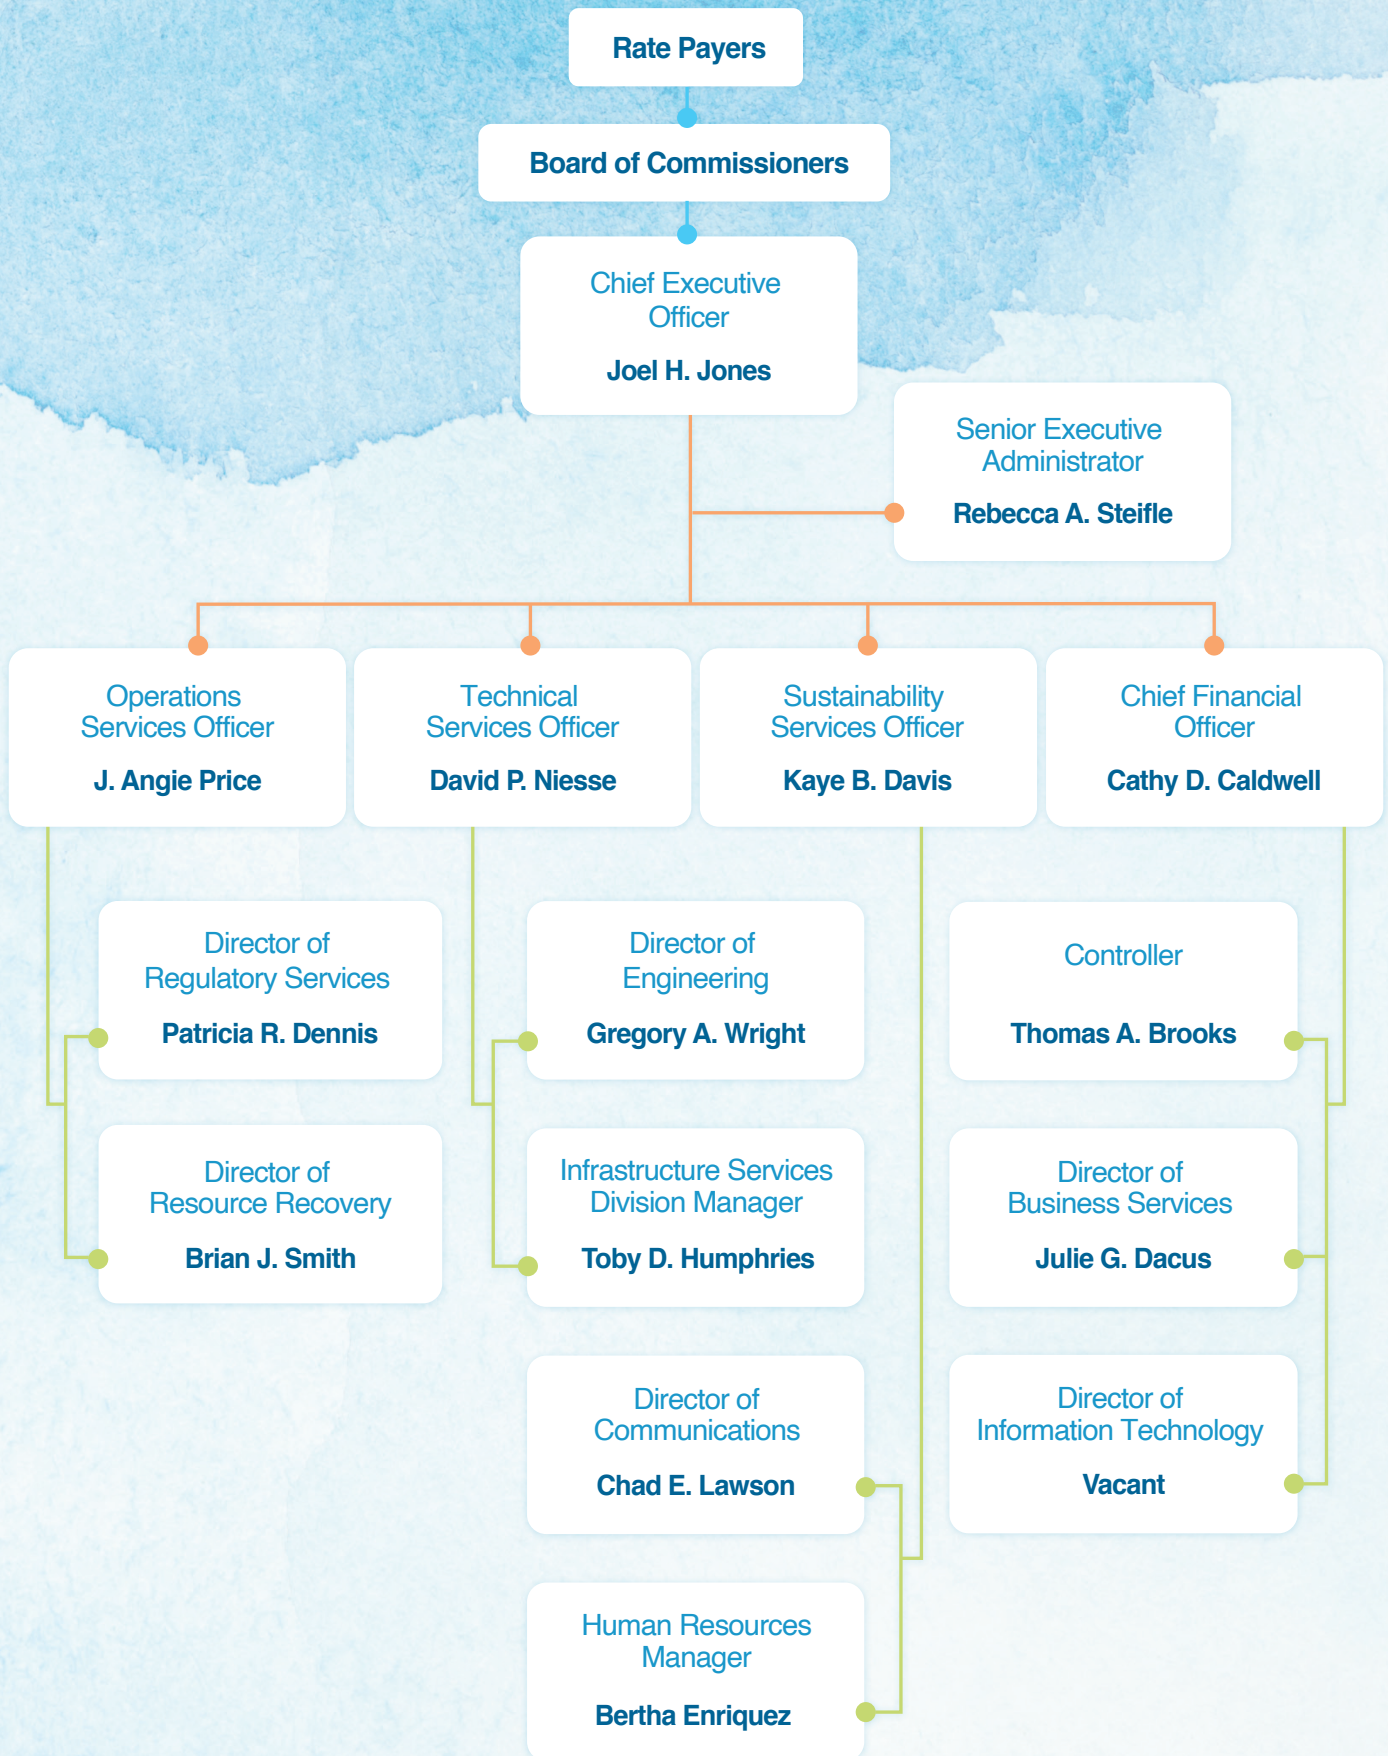 Rate Payers
Board of Commissioners
Chief Executive
Officer
Joel H. Jones
Senior Executive
Administrator
Rebecca A. Steifle
Operations
Services Officer
J. Angie Price
Technical
Services Officer
David P. Niesse
Sustainability
Services Officer
Kaye B. Davis
Chief Financial
Officer
Cathy D. Caldwell
Director of
Regulatory Services
Patricia R. Dennis
Director of
Engineering
Gregory A. Wright
Controller
Thomas A. Brooks
Director of
Resource Recovery
Brian J. Smith
Infrastructure Services
Division Manager
Toby D. Humphries
Director of
Business Services
Julie G. Dacus
Director of
Communications
Chad E. Lawson
Director of
Information Technology
Vacant
Human Resources
Manager
Bertha Enriquez